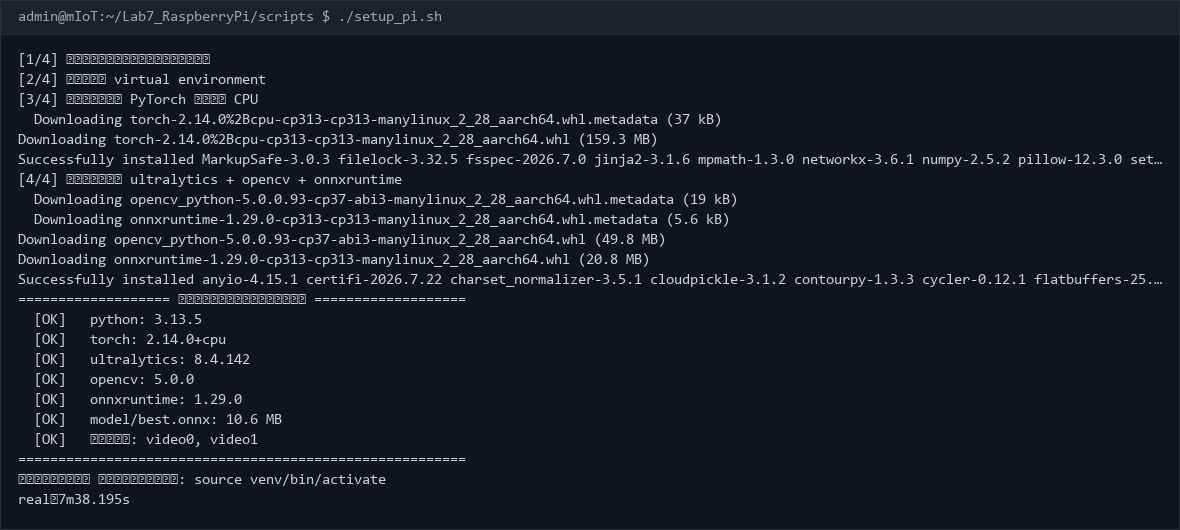 admin@mIoT:~/Lab7_RaspberryPi/scripts $ ./setup_pi.sh
[1/4]
[2/4] virtual environment
[3/4] PyTorch CPU
Downloading torch-2.14.0%2Bcpu-cp313-cp313-manylinux_2_28_aarch64.whl.metadata (37 kB)
Downloading torch-2.14.0%2Bcpu-cp313-cp313-manylinux_2_28_aarch64.whl (159.3 MB)
Successfully installed MarkupSafe-3.0.3 filelock-3.32.5 fsspec-2026.7.0 jinja2-3.1.6 mpmath-1.3.0 networkx-3.6.1 numpy-2.5.2 pillow-12.3.0 set…
[4/4] ultralytics + opencv + onnxruntime
Downloading opencv_python-5.0.0.93-cp37-abi3-manylinux_2_28_aarch64.whl.metadata (19 kB)
Downloading onnxruntime-1.29.0-cp313-cp313-manylinux_2_28_aarch64.whl.metadata (5.6 kB)
Downloading opencv_python-5.0.0.93-cp37-abi3-manylinux_2_28_aarch64.whl (49.8 MB)
Downloading onnxruntime-1.29.0-cp313-cp313-manylinux_2_28_aarch64.whl (20.8 MB)
Successfully installed anyio-4.15.1 certifi-2026.7.22 charset_normalizer-3.5.1 cloudpickle-3.1.2 contourpy-1.3.3 cycler-0.12.1 flatbuffers-25.…
=================== ===================
[OK] python: 3.13.5
[OK] torch: 2.14.0+cpu
[OK] ultralytics: 8.4.142
[OK] opencv: 5.0.0
[OK] onnxruntime: 1.29.0
[OK] model/best.onnx: 10.6 MB
[OK] : video0, video1
========================================================
: source venv/bin/activate
real 7m38.195s